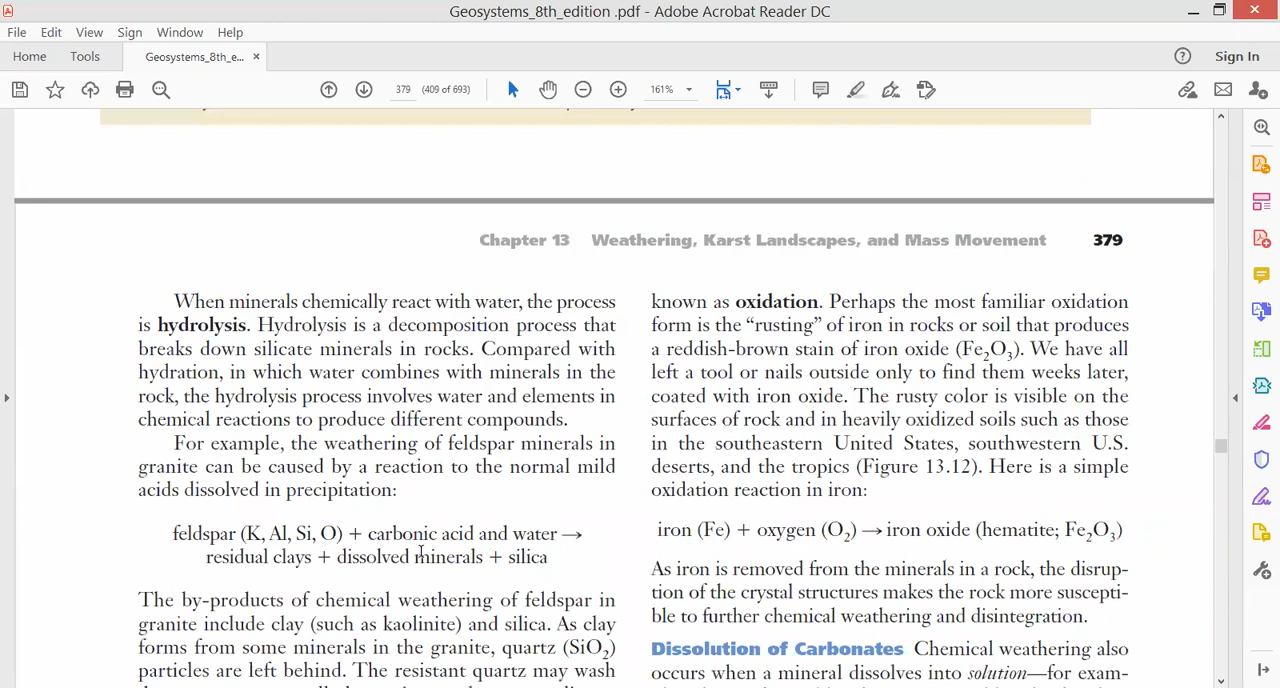 Geosystems_8th_edition .pdf - Adobe Acrobat Reader DC
File Edit View Sign Window Help
Home Tools Geosystems_8th_e... × Sign In
379 (409 of 693) 161%
Chapter 13 Weathering, Karst Landscapes, and Mass Movement 379
When minerals chemically react with water, the process
is hydrolysis. Hydrolysis is a decomposition process that
breaks down silicate minerals in rocks. Compared with
hydration, in which water combines with minerals in the
rock, the hydrolysis process involves water and elements in
chemical reactions to produce different compounds.
For example, the weathering of feldspar minerals in
granite can be caused by a reaction to the normal mild
acids dissolved in precipitation:
feldspar (K, Al, Si, O) + carbonic acid and water →
residual clays + dissolved minerals + silica
The by-products of chemical weathering of feldspar in
granite include clay (such as kaolinite) and silica. As clay
forms from some minerals in the granite, quartz (SiO₂)
particles are left behind. The resistant quartz may wash
known as oxidation. Perhaps the most familiar oxidation
form is the “rusting” of iron in rocks or soil that produces
a reddish-brown stain of iron oxide (Fe₂O₃). We have all
left a tool or nails outside only to find them weeks later,
coated with iron oxide. The rusty color is visible on the
surfaces of rock and in heavily oxidized soils such as those
in the southeastern United States, southwestern U.S.
deserts, and the tropics (Figure 13.12). Here is a simple
oxidation reaction in iron:
iron (Fe) + oxygen (O₂) → iron oxide (hematite; Fe₂O₃)
As iron is removed from the minerals in a rock, the disrup-
tion of the crystal structures makes the rock more suscepti-
ble to further chemical weathering and disintegration.
Dissolution of Carbonates Chemical weathering also
occurs when a mineral dissolves into solution—for exam-